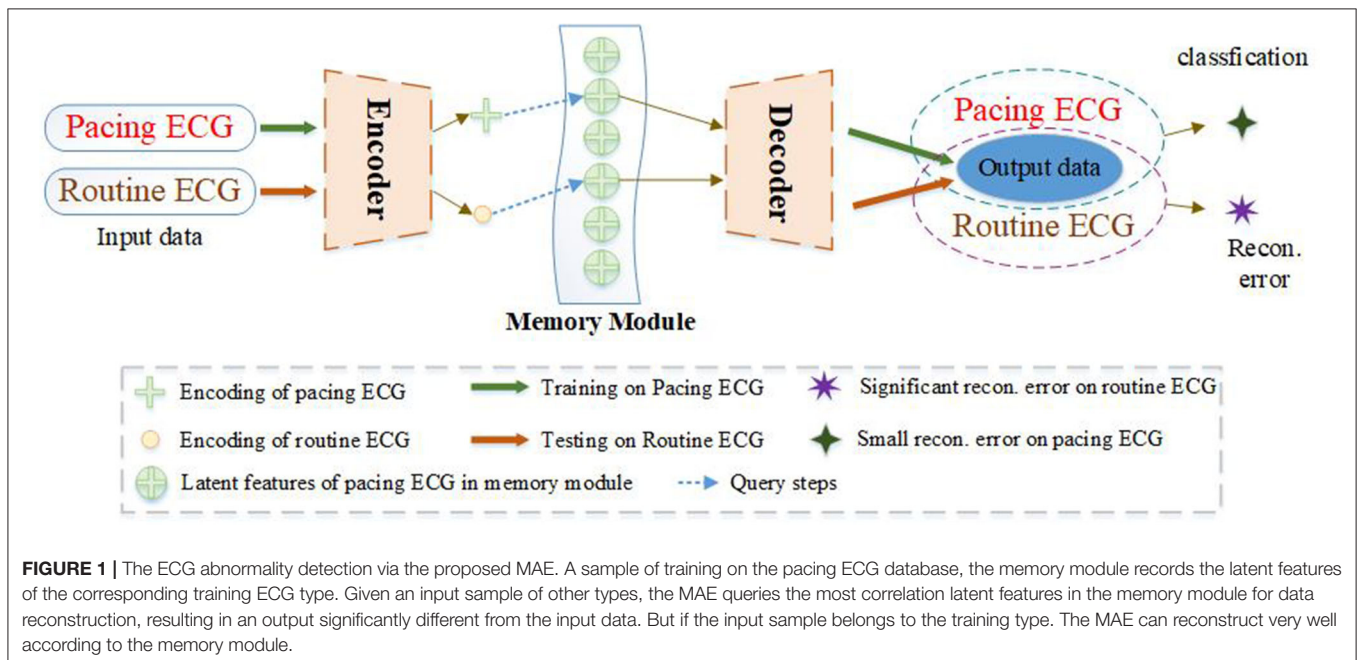 classfication
Pacing ECG
Routine ECG
Input data
Encoder
Memory Module
Decoder
Pacing ECG
Output data
Routine ECG
Recon.
error
Encoding of pacing ECG
Training on Pacing ECG
Significant recon. error on routine ECG
Encoding of routine ECG
Testing on Routine ECG
Small recon. error on pacing ECG
Latent features of pacing ECG in memory module
Query steps
FIGURE 1 | The ECG abnormality detection via the proposed MAE. A sample of training on the pacing ECG database, the memory module records the latent features
of the corresponding training ECG type. Given an input sample of other types, the MAE queries the most correlation latent features in the memory module for data
reconstruction, resulting in an output significantly different from the input data. But if the input sample belongs to the training type. The MAE can reconstruct very well
according to the memory module.